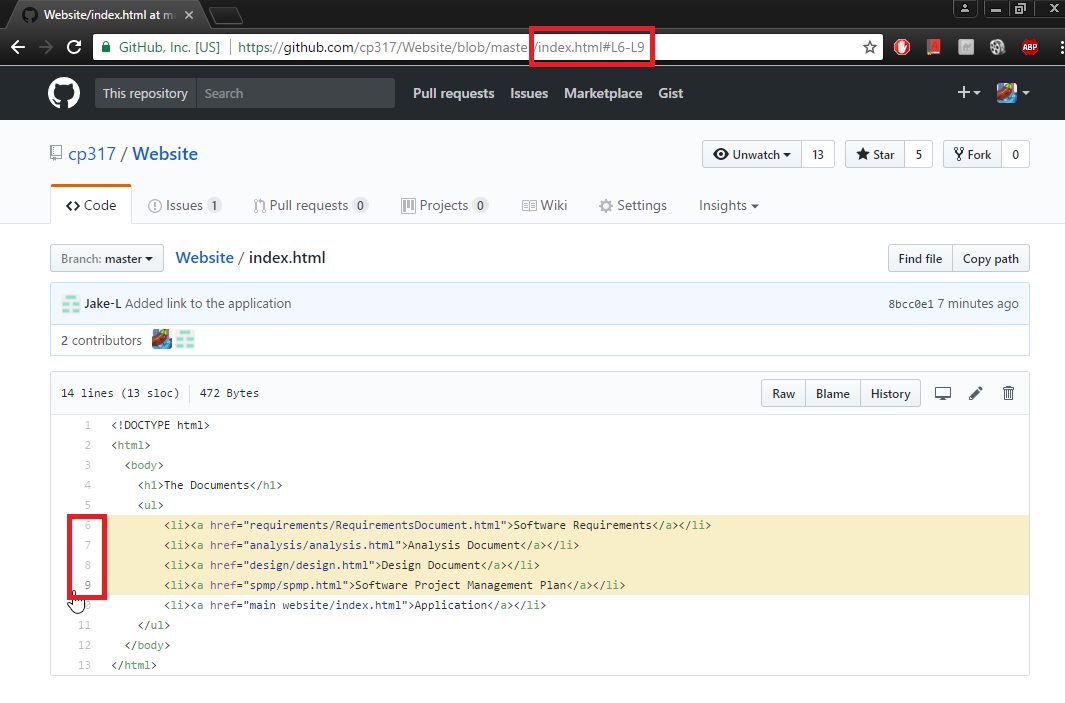 Website/index.html at m
GitHub, Inc. [US] https://github.com/cp317/Website/blob/maste /index.html#L6-L9
ABP
This repository Search Pull requests Issues Marketplace Gist
cp317 / Website
Unwatch 13 Star 5 Fork 0
Code Issues 1 Pull requests 0 Projects 0 Wiki Settings Insights
Branch: master Website / index.html Find file Copy path
Jake-L Added link to the application 8bcc0e1 7 minutes ago
2 contributors
14 lines (13 sloc) 472 Bytes Raw Blame History
1 <!DOCTYPE html>
2 <html>
3 <body>
4 <h1>The Documents</h1>
5 <ul>
6 <li><a href="requirements/RequirementsDocument.html">Software Requirements</a></li>
7 <li><a href="analysis/analysis.html">Analysis Document</a></li>
8 <li><a href="design/design.html">Design Document</a></li>
9 <li><a href="spmp/spmp.html">Software Project Management Plan</a></li>
0 <li><a href="main website/index.html">Application</a></li>
11 </ul>
12 </body>
13 </html>